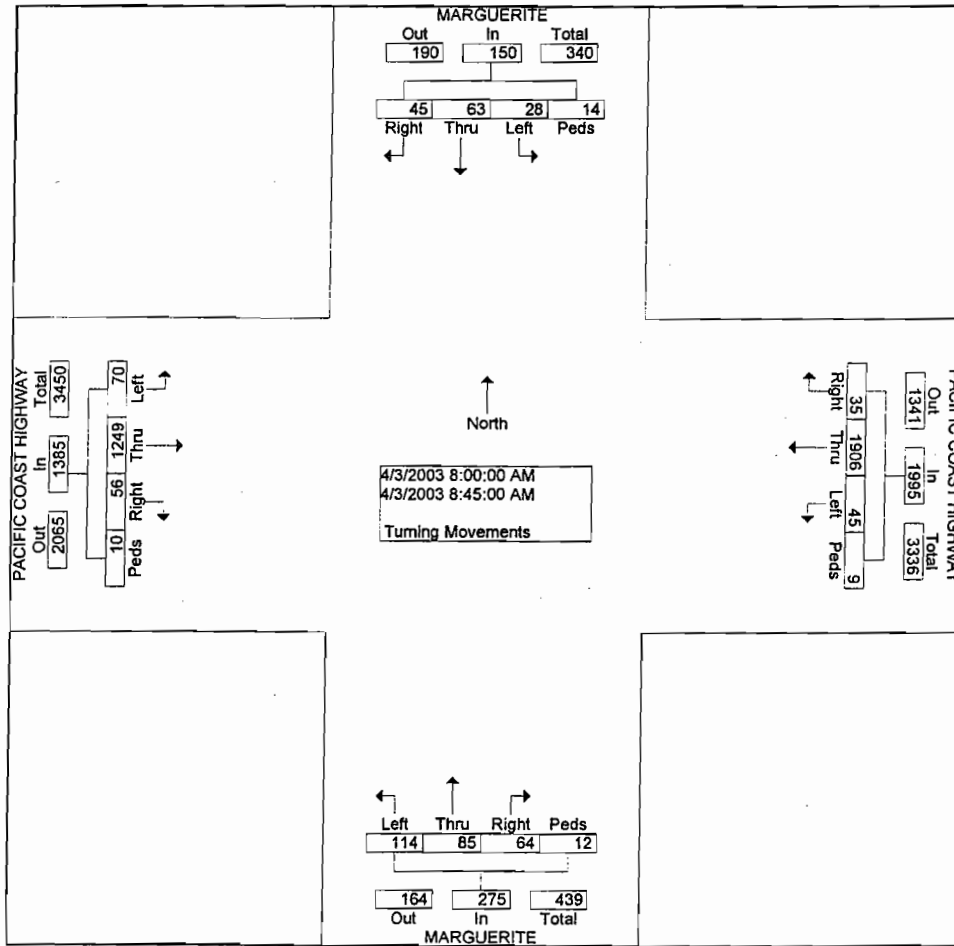 MARGUERITE
Out In Total
190 150 340
45 63 28 14
Right Thru Left Peds
PACIFIC COAST HIGHWAY
Total In Out
3450 1385 2065
70 1249 56 10
Left Thru Right Peds
North
4/3/2003 8:00:00 AM
4/3/2003 8:45:00 AM
Turning Movements
Right Thru Left Peds
35 1906 45 9
Out In Total
1341 1995 3336
PACIFIC COAST HIGHWAY
Left Thru Right Peds
114 85 64 12
164 275 439
Out In Total
MARGUERITE